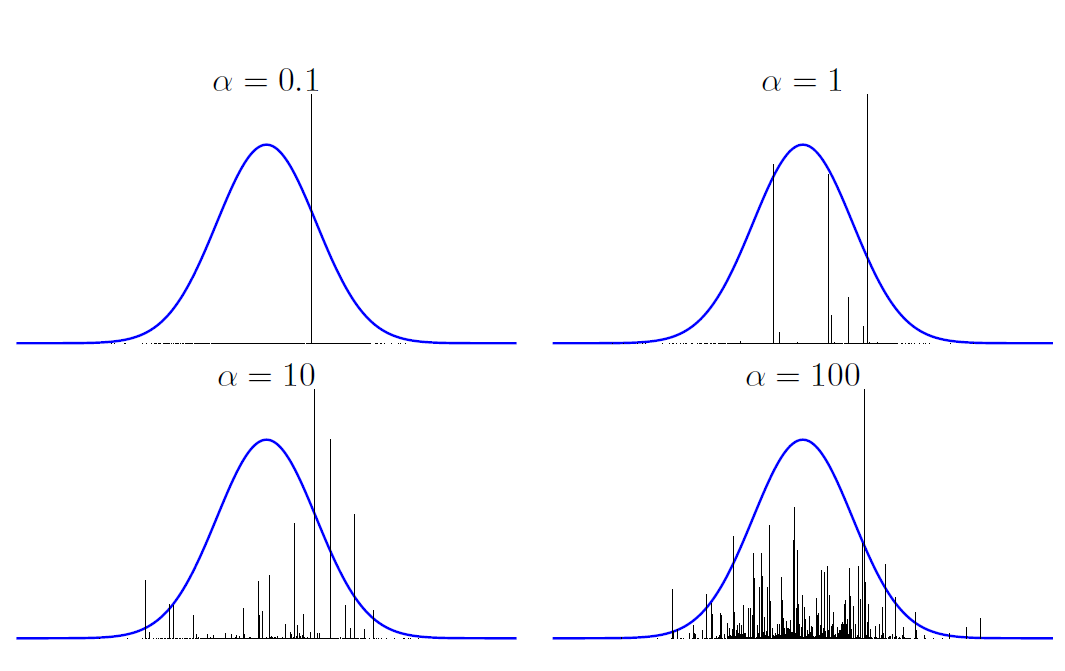 α = 0.1
α = 1
α = 10
α = 100